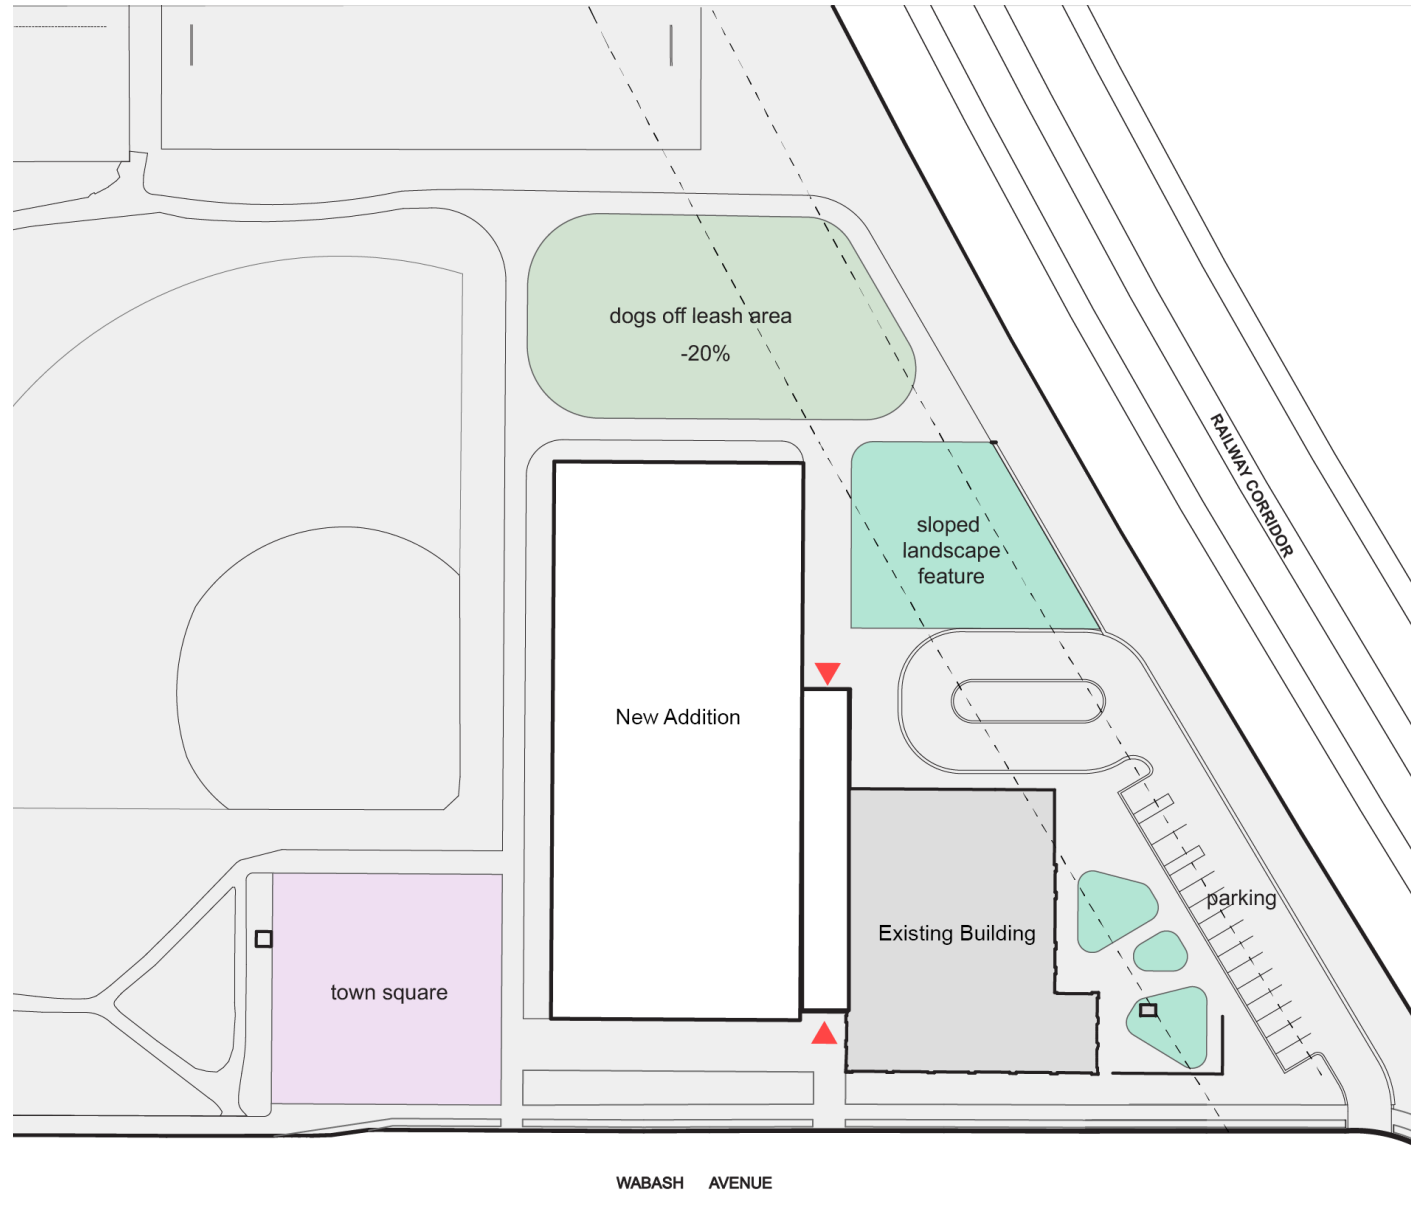 dogs off leash area
-20%
RAILWAY CORRIDOR
sloped
landscape
feature
New Addition
parking
Existing Building
town square
WABASH AVENUE